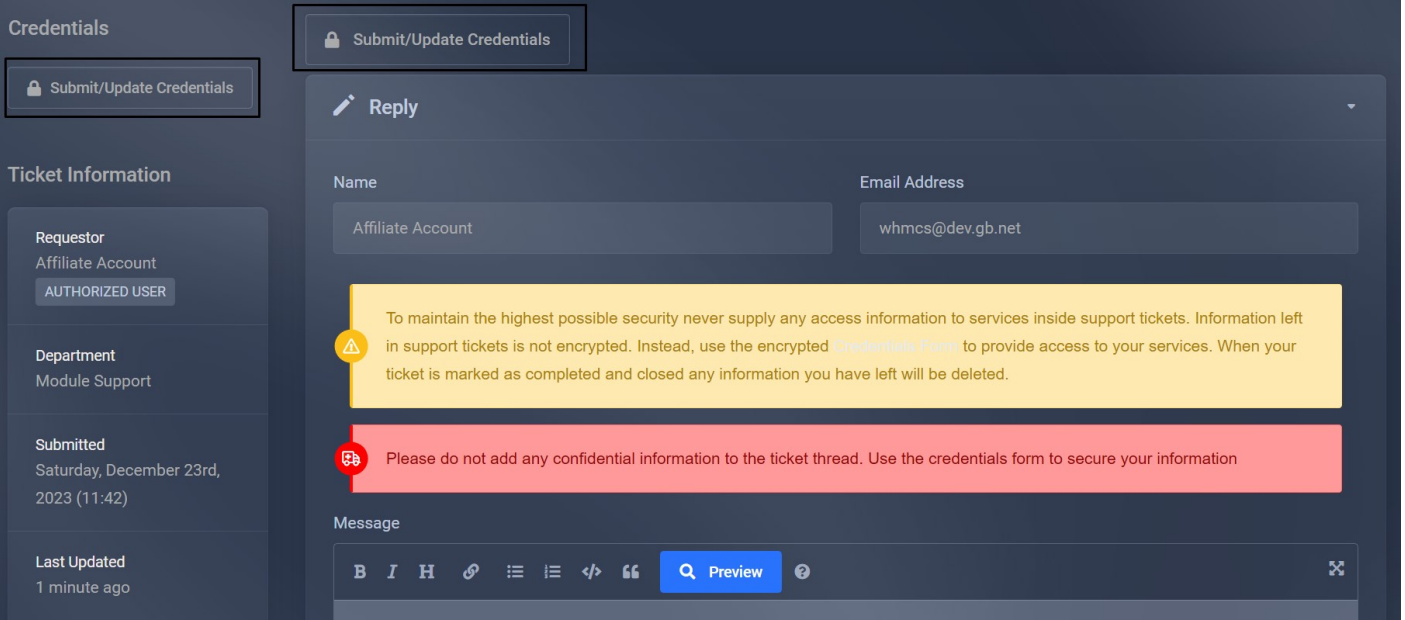 Credentials
Submit/Update Credentials
Ticket Information
Requestor
Affiliate Account
AUTHORIZED USER
Department
Module Support
Submitted
Saturday, December 23rd,
2023 (11:42)
Last Updated
1 minute ago
Submit/Update Credentials
Reply
Name
Email Address
Affiliate Account
whmcs@dev.gb.net
To maintain the highest possible security never supply any access information to services inside support tickets. Information left
in support tickets is not encrypted. Instead, use the encrypted Credentials Form to provide access to your services. When your
ticket is marked as completed and closed any information you have left will be deleted.
Please do not add any confidential information to the ticket thread. Use the credentials form to secure your information
Message
B I H Preview